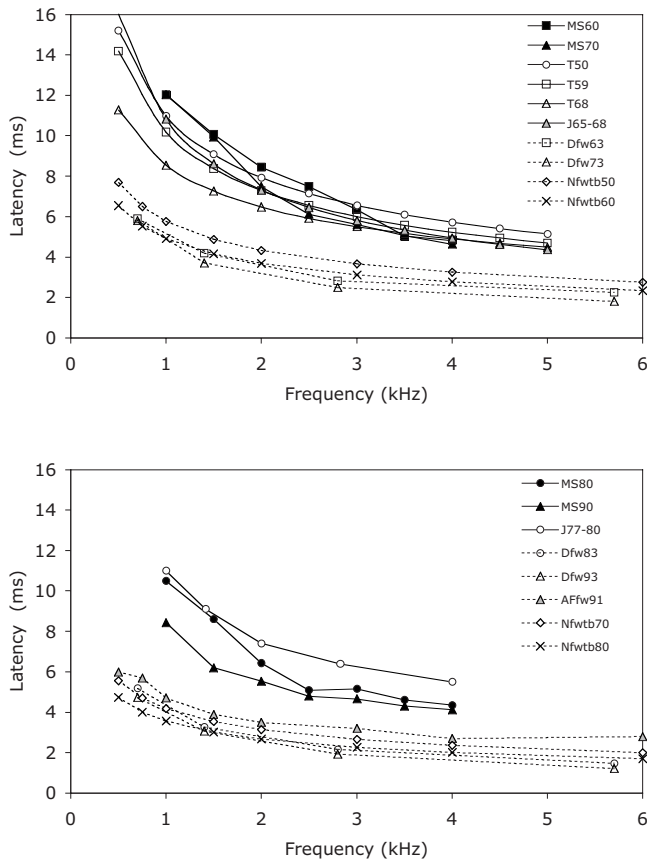 16
14
12
10
8
6
4
2
0
Latency (ms)
0 1 2 3 4 5 6
Frequency (kHz)
MS60
MS70
T50
T59
T68
J65-68
Dfw63
Dfw73
Nfwtb50
Nfwtb60
16
14
12
10
8
6
4
2
0
Latency (ms)
0 1 2 3 4 5 6
Frequency (kHz)
MS80
MS90
J77-80
Dfw83
Dfw93
AFfw91
Nfwtb70
Nfwtb80